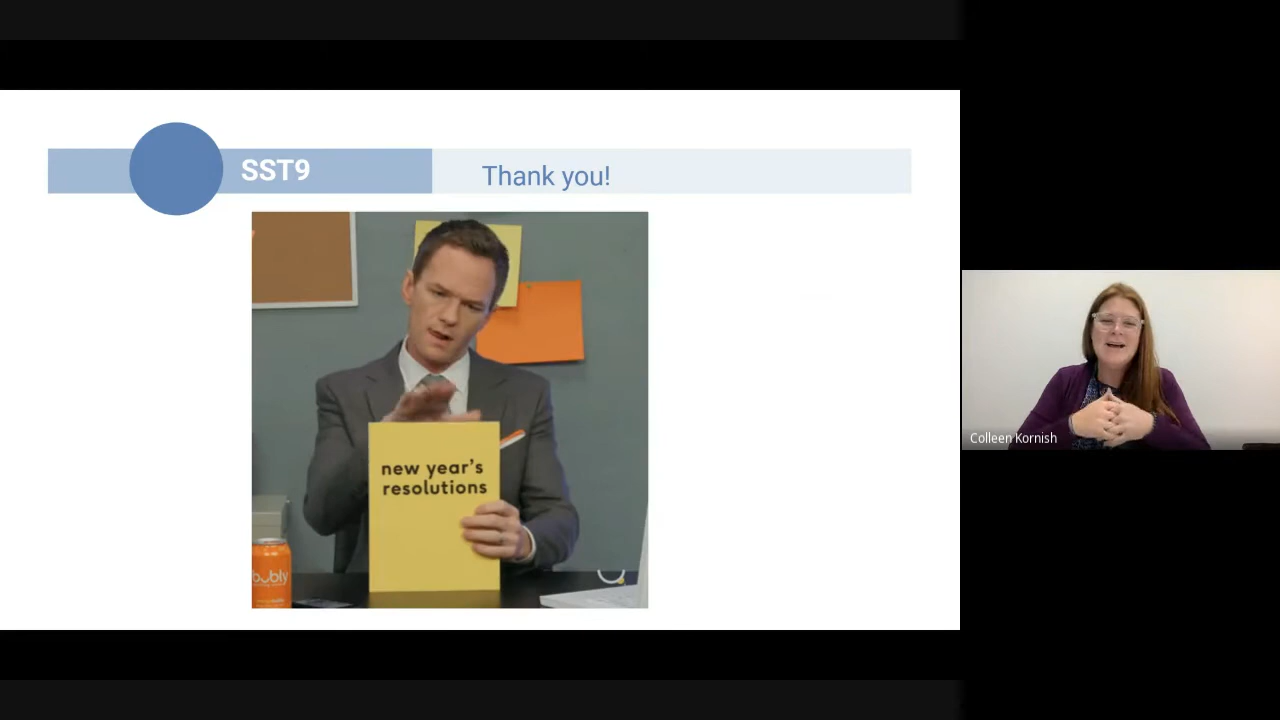 SST9
Thank you!
new year's
resolutions
bubly
Colleen Kornish